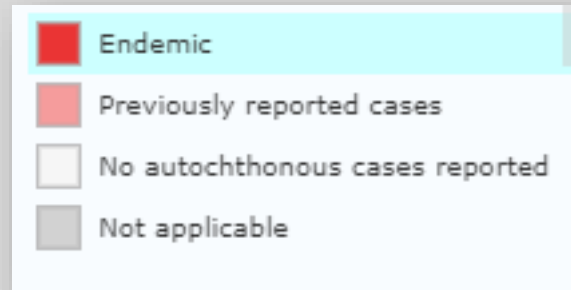 Endemic
Previously reported cases
No autochthonous cases reported
Not applicable